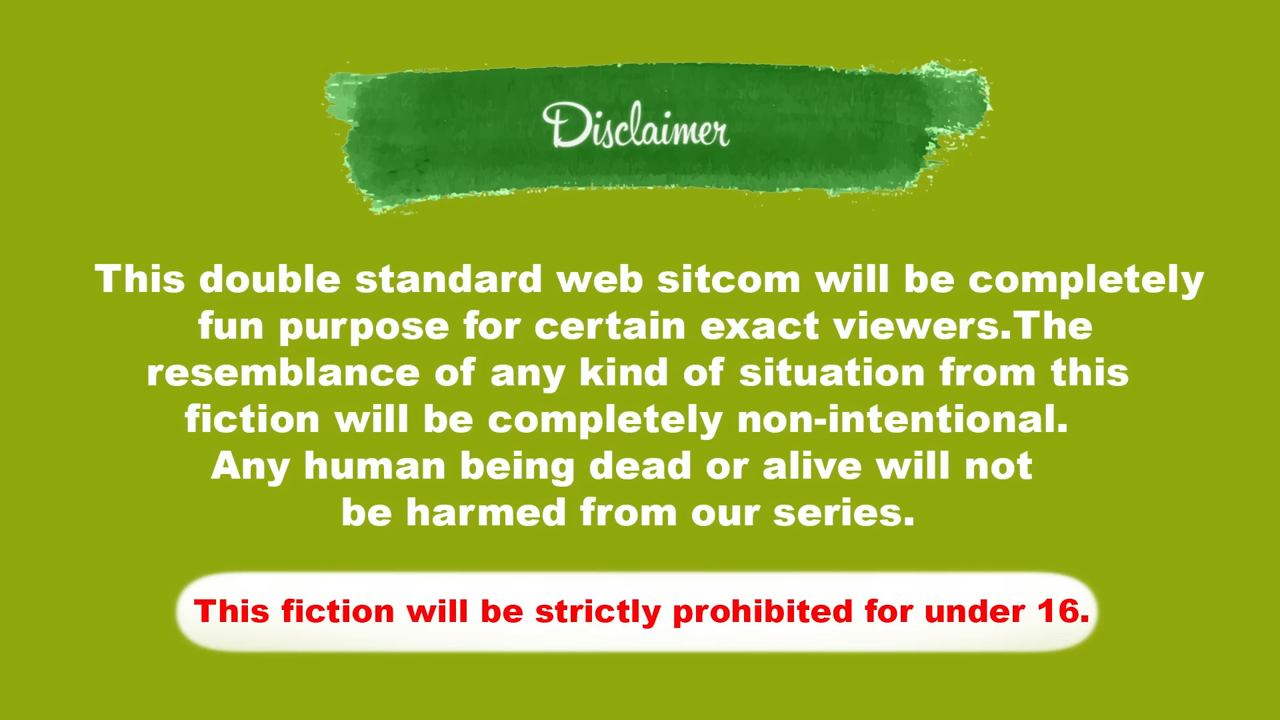 Disclaimer
This double standard web sitcom will be completely
fun purpose for certain exact viewers.The
resemblance of any kind of situation from this
fiction will be completely non-intentional.
Any human being dead or alive will not
be harmed from our series.
This fiction will be strictly prohibited for under 16.